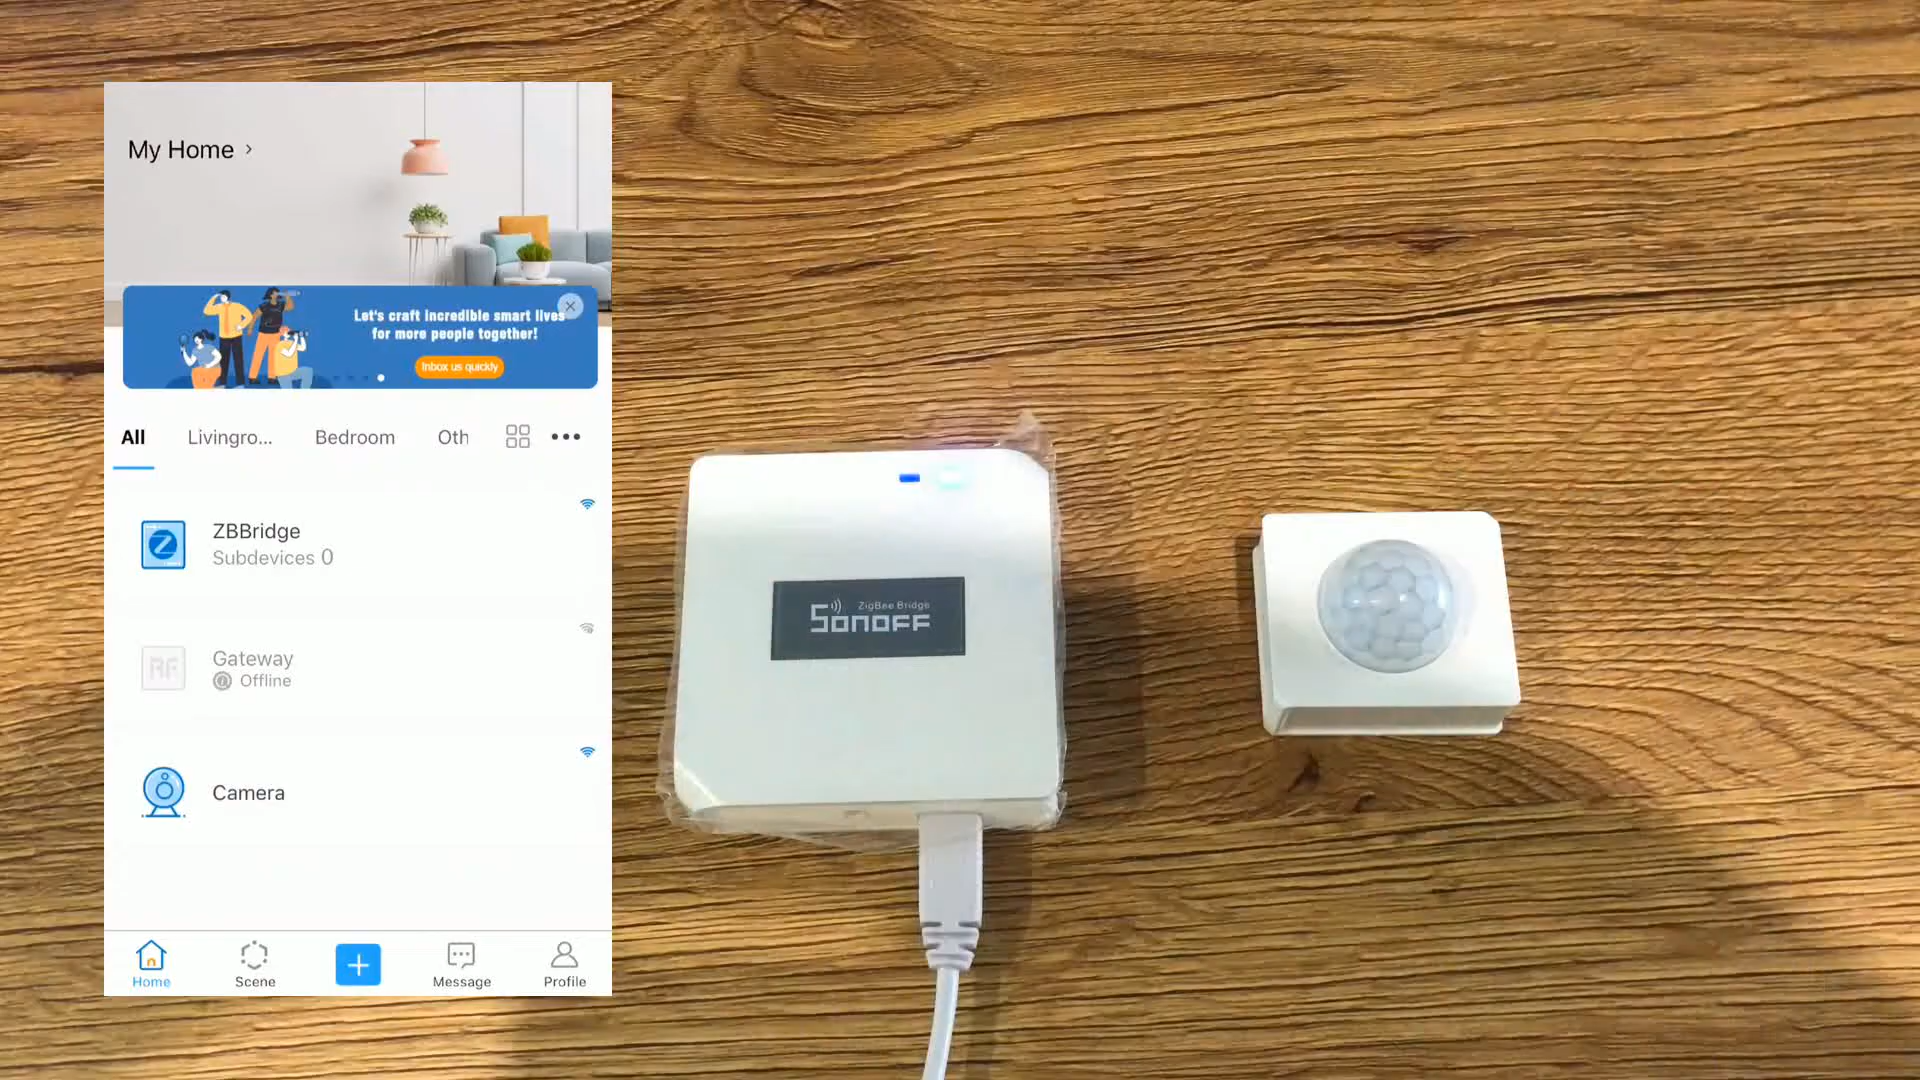 My Home
Let's craft incredible smart lives
for more people together!
Inbox us quickly
All Livingro... Bedroom Oth
ZBBridge
Subdevices 0
RF
Gateway
Offline
Camera
Home Scene Message Profile
ZigBee Bridge
SONOFF